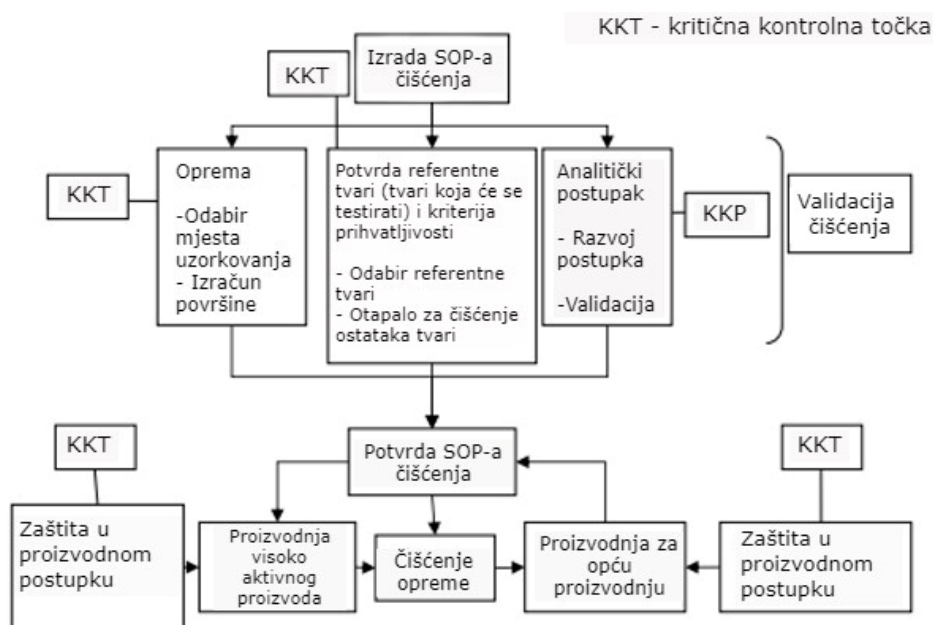 KKT - kritična kontrolna točka
Izrada SOP-a
čišćenja
KKT
KKT
Oprema
-Odabir
mjesta
uzorkovanja
- Izračun
površine
Potvrda referentne
tvari (tvari koja će se
testirati) i kriterija
prihvatljivosti
- Odabir referentne
tvari
- Otapalo za čišćenje
ostataka tvari
Analitički
postupak
- Razvoj
postupka
-Validacija
KKP
Validacija
čišćenja
KKT
Potvrda SOP-a
čišćenja
KKT
Zaštita u
proizvodnom
postupku
Proizvodnja
visoko
aktivnog
proizvoda
Čišćenje
opreme
Proizvodnja za
opću
proizvodnju
Zaštita u
proizvodnom
postupku